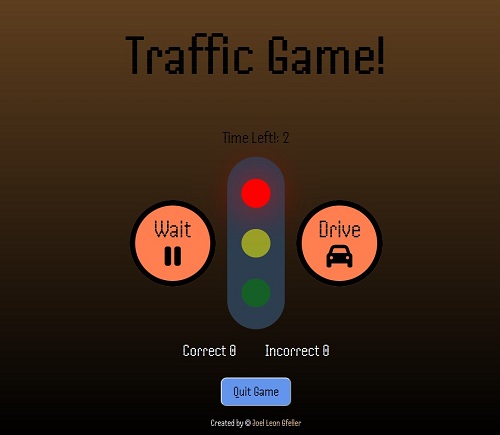 Traffic Game!
Time Left!: 2
Wait
Drive
Correct 0 Incorrect 0
Quit Game
Created by © Joel Leon Gfeller